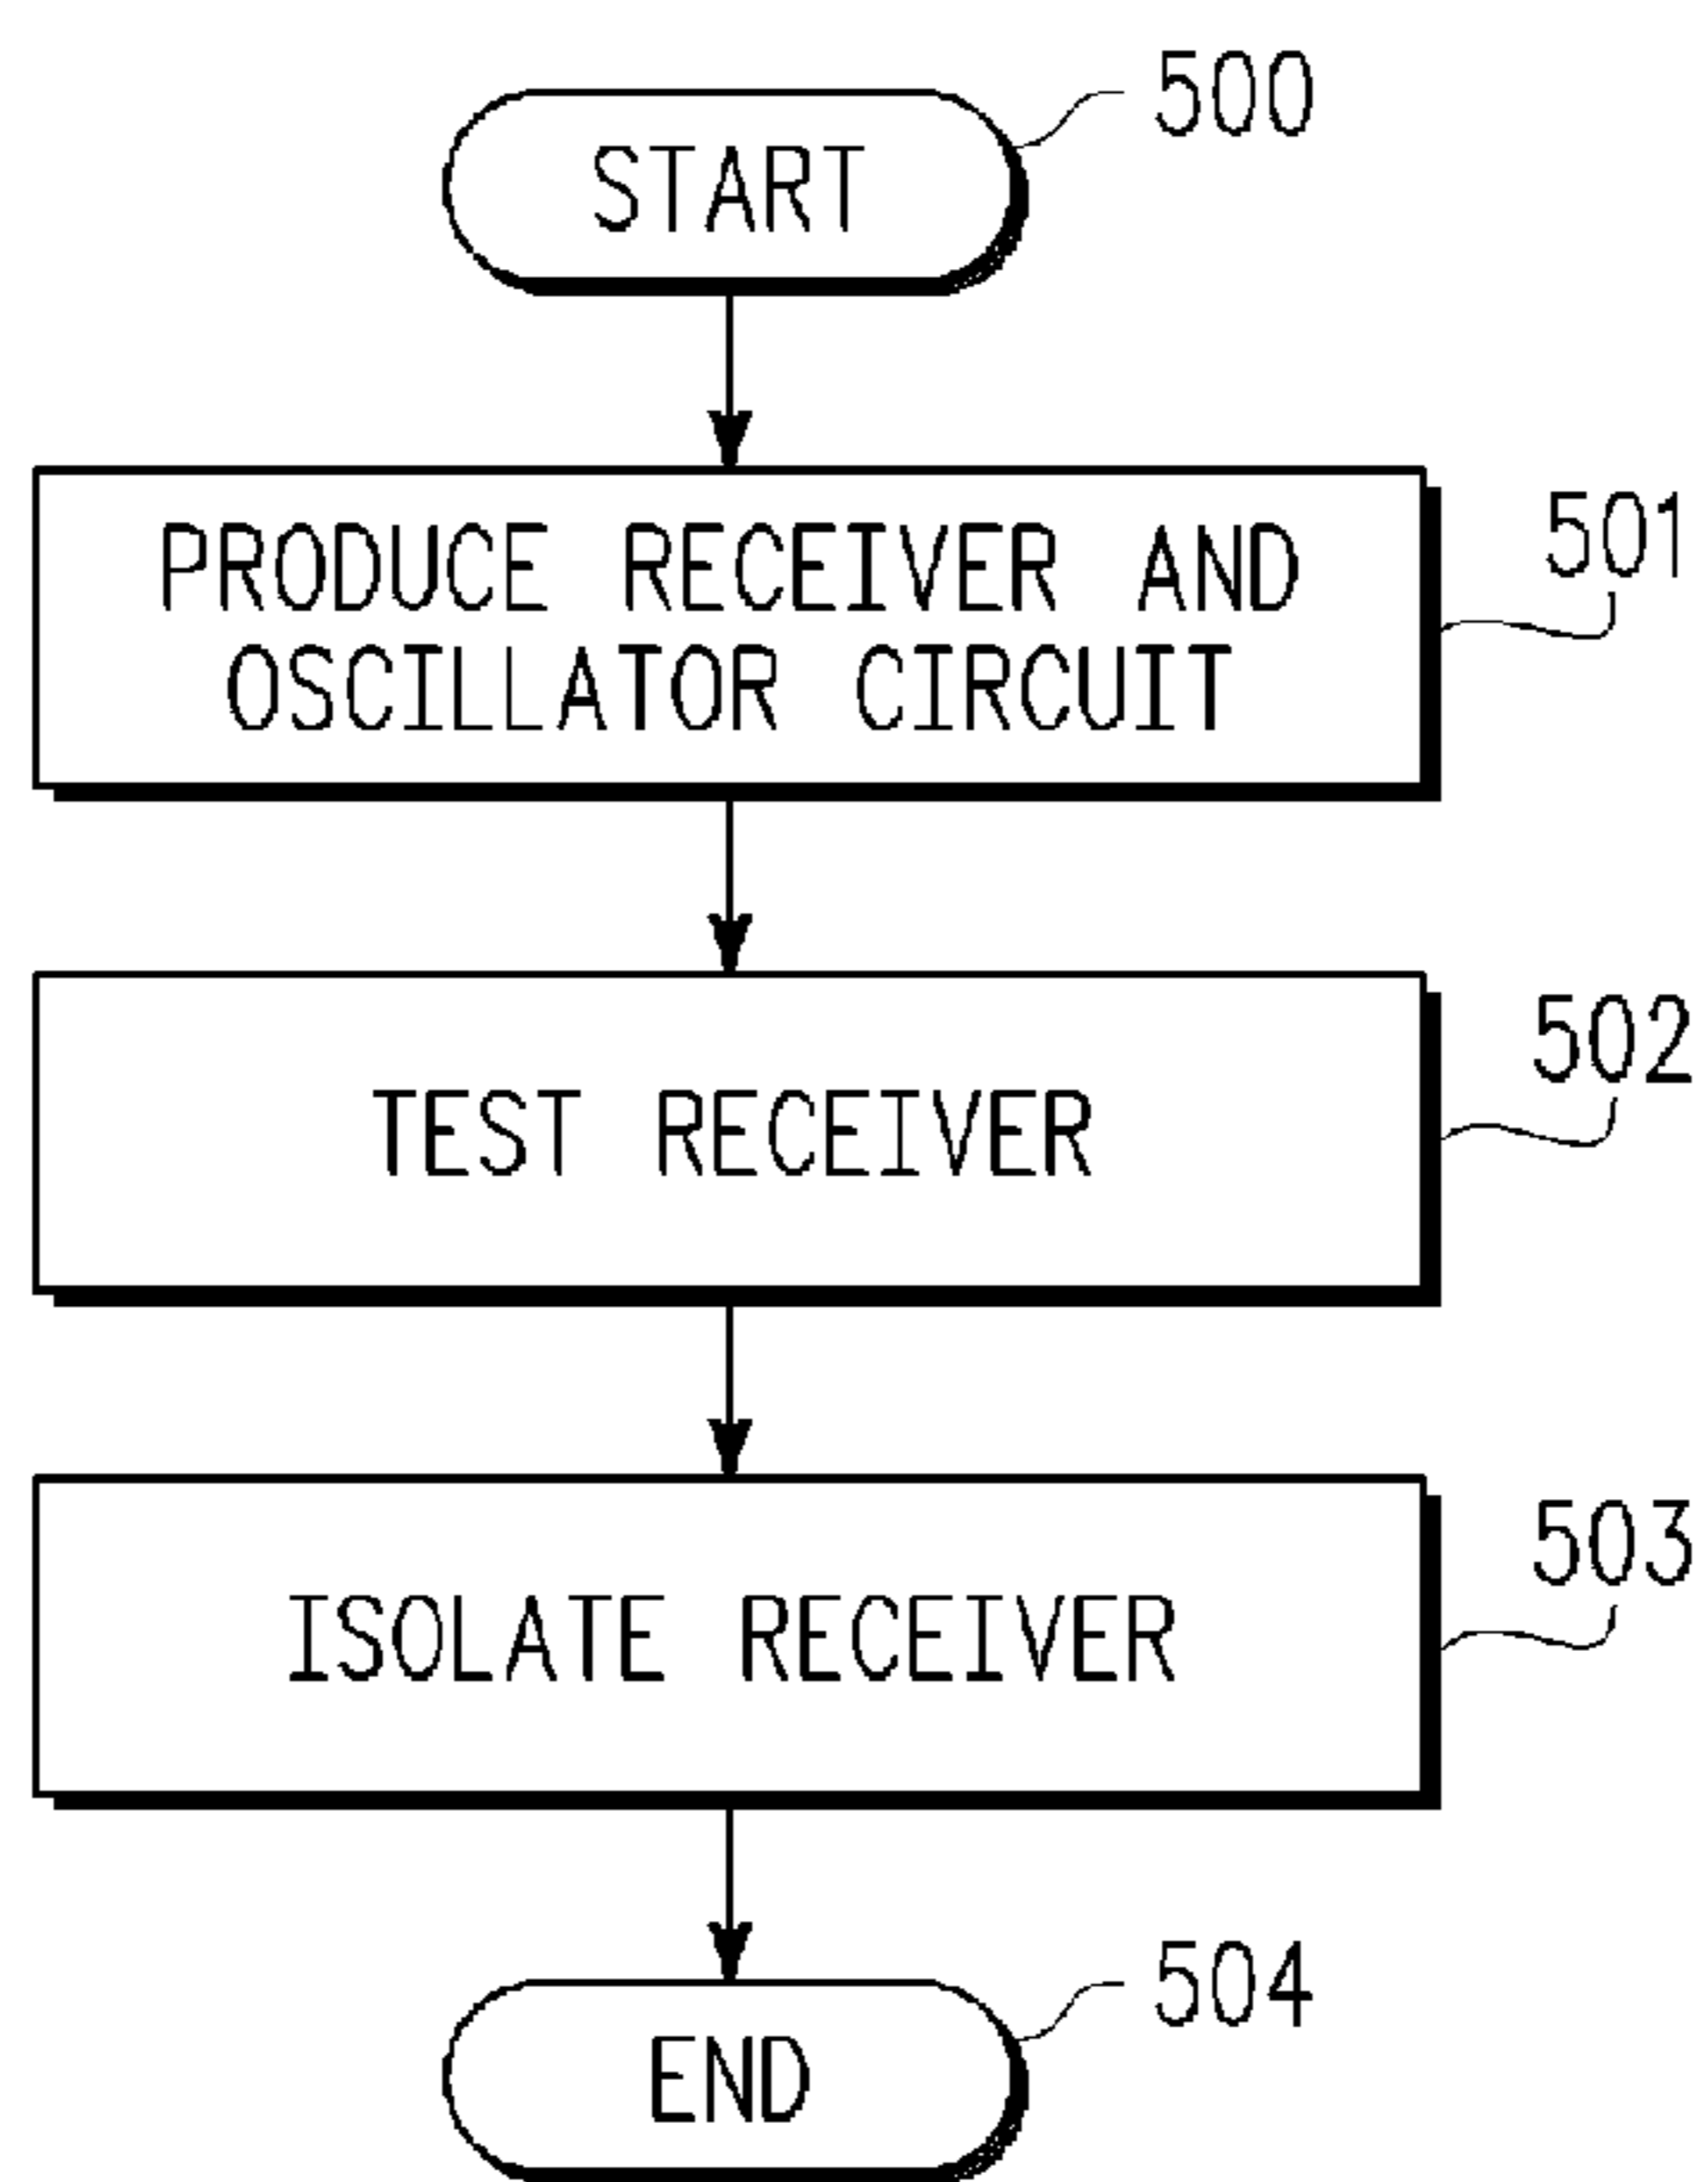 500
START
PRODUCE RECEIVER AND
OSCILLATOR CIRCUIT
501
TEST RECEIVER
502
ISOLATE RECEIVER
503
END
504